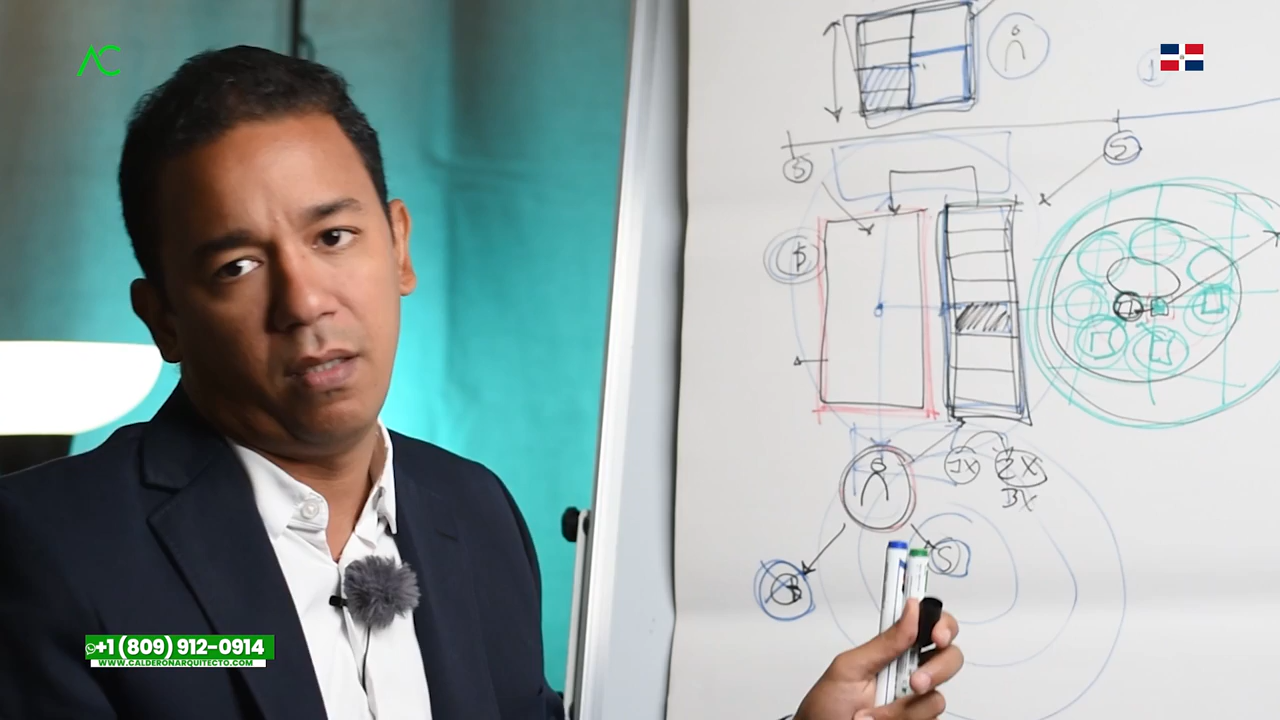 AC
$
S
$
1X
2X
3X
$
S
+1 (809) 912-0914
WWW.CALDERONARQUITECTO.COM